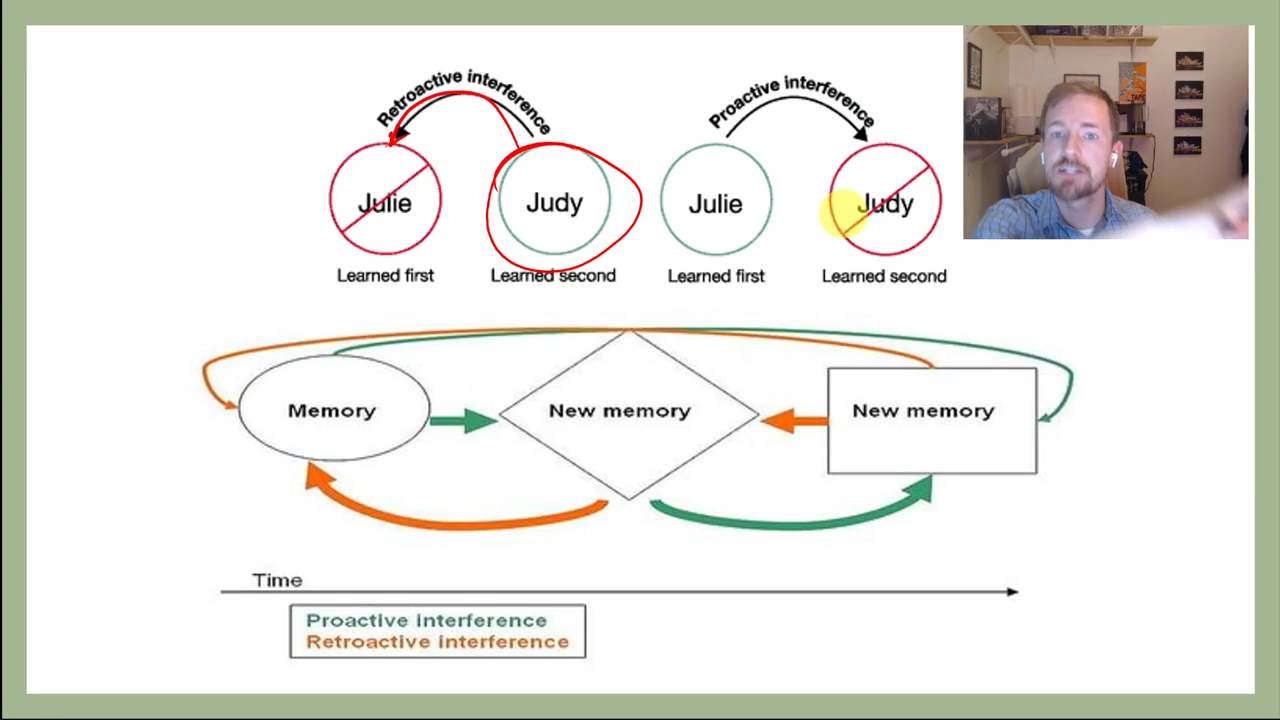 Retroactive interference
Proactive interference
Julie
Judy
Julie
Judy
Learned first
Learned second
Learned first
Learned second
Memory
New memory
New memory
Time
Proactive interference
Retroactive interference